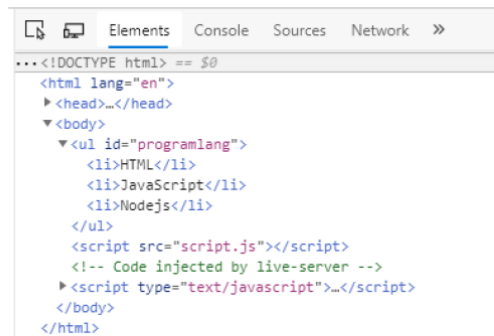 Elements Console Sources Network »
...<!DOCTYPE html> == $0
<html lang="en">
▶<head>…</head>
▼<body>
▼<ul id="programlang">
<li>HTML</li>
<li>JavaScript</li>
<li>Nodejs</li>
</ul>
<script src="script.js"></script>
<!-- Code injected by live-server -->
▶<script type="text/javascript">…</script>
</body>
</html>